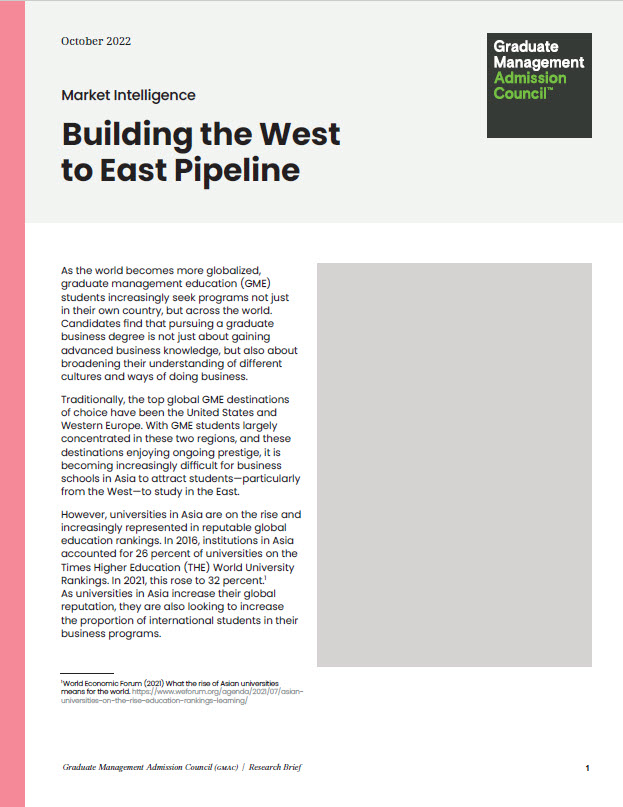 October 2022
Graduate
Management
Admission
Council™
Market Intelligence
Building the West
to East Pipeline
As the world becomes more globalized,
graduate management education (GME)
students increasingly seek programs not just
in their own country, but across the world.
Candidates find that pursuing a graduate
business degree is not just about gaining
advanced business knowledge, but also about
broadening their understanding of different
cultures and ways of doing business.
Traditionally, the top global GME destinations
of choice have been the United States and
Western Europe. With GME students largely
concentrated in these two regions, and these
destinations enjoying ongoing prestige, it is
becoming increasingly difficult for business
schools in Asia to attract students—particularly
from the West—to study in the East.
However, universities in Asia are on the rise and
increasingly represented in reputable global
education rankings. In 2016, institutions in Asia
accounted for 26 percent of universities on the
Times Higher Education (THE) World University
Rankings. In 2021, this rose to 32 percent.¹
As universities in Asia increase their global
reputation, they are also looking to increase
the proportion of international students in their
business programs.
¹World Economic Forum (2021) What the rise of Asian universities
means for the world. https://www.weforum.org/agenda/2021/07/asian-
universities-on-the-rise-education-rankings-learning/
Graduate Management Admission Council (GMAC) | Research Brief
1